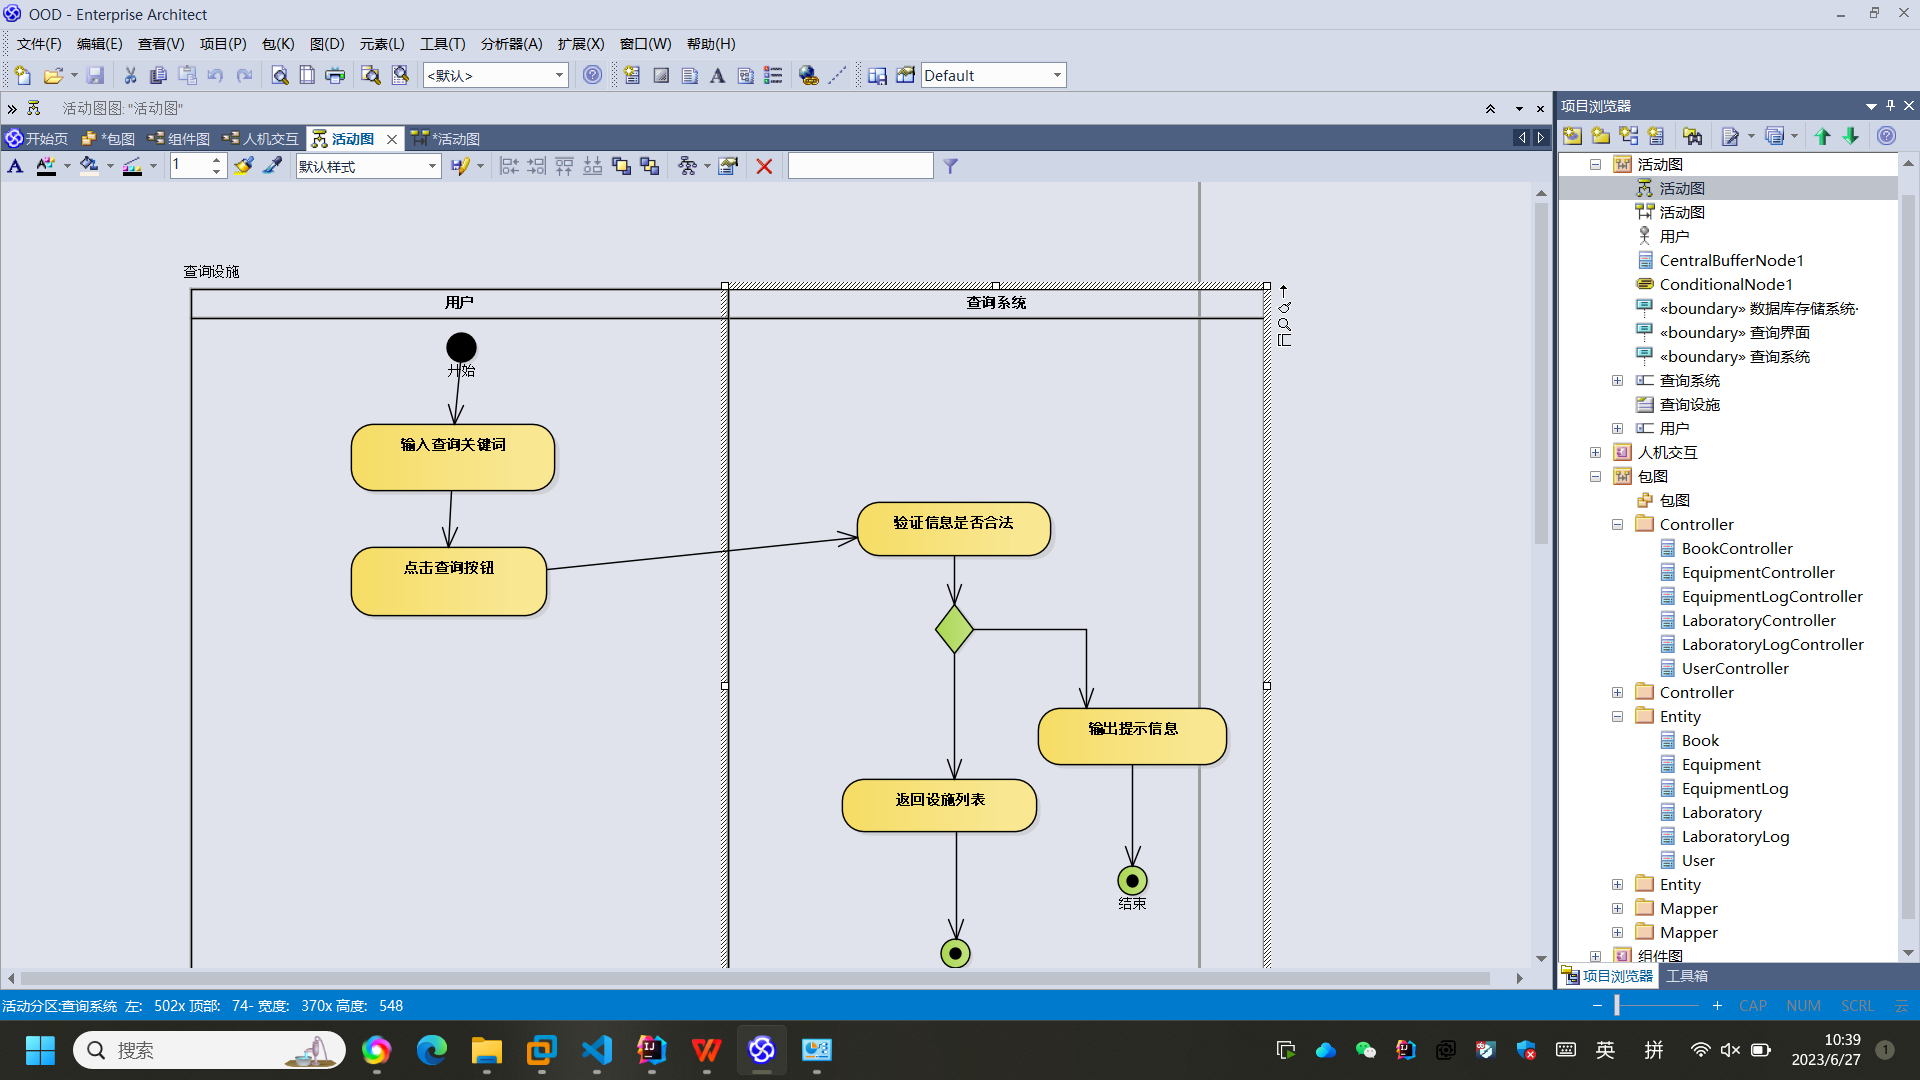 OOD - Enterprise Architect
文件(F) 编辑(E) 查看(V) 项目(P) 包(K) 图(D) 元素(L) 工具(T) 分析器(A) 扩展(X) 窗口(W) 帮助(H)
<默认> Default
活动图图: "活动图"
开始页 *包图 组件图 人机交互 活动图 *活动图
1 默认样式
查询设施
用户 查询系统
开始
输入查询关键词
点击查询按钮
验证信息是否合法
输出提示信息
返回设施列表
结束
项目浏览器
活动图
活动图
活动图
用户
CentralBufferNode1
ConditionalNode1
«boundary» 数据库存储系统
«boundary» 查询界面
«boundary» 查询系统
查询系统
查询设施
用户
人机交互
包图
包图
Controller
BookController
EquipmentController
EquipmentLogController
LaboratoryController
LaboratoryLogController
UserController
Controller
Entity
Book
Equipment
EquipmentLog
Laboratory
LaboratoryLog
User
Entity
Mapper
Mapper
组件图
项目浏览器 工具箱
活动分区:查询系统 左: 502x 顶部: 74- 宽度: 370x 高度: 548
CAP NUM SCRL 云
搜索
英 拼
10:39
2023/6/27
1